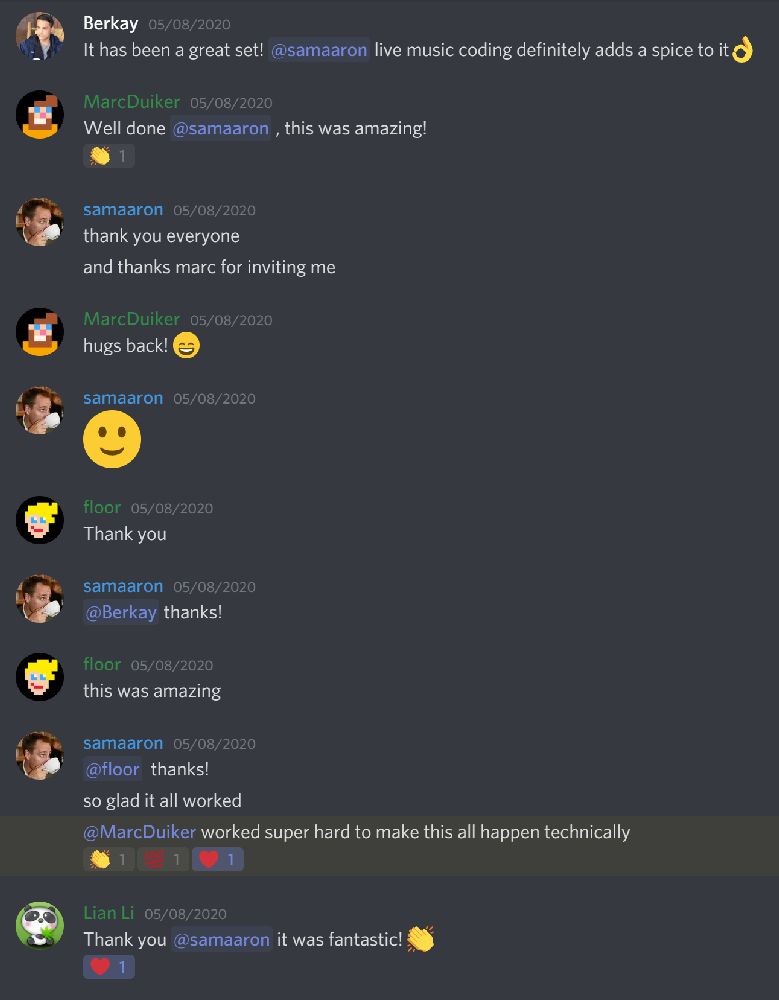 Berkay 05/08/2020
It has been a great set! @samaaron live music coding definitely adds a spice to it👌
MarcDuiker 05/08/2020
Well done @samaaron , this was amazing!
👏 1
samaaron 05/08/2020
thank you everyone
and thanks marc for inviting me
MarcDuiker 05/08/2020
hugs back! 😄
samaaron 05/08/2020
🙂
floor 05/08/2020
Thank you
samaaron 05/08/2020
@Berkay thanks!
floor 05/08/2020
this was amazing
samaaron 05/08/2020
@floor thanks!
so glad it all worked
@MarcDuiker worked super hard to make this all happen technically
👏 1 💯 1 ❤️ 1
Lian Li 05/08/2020
Thank you @samaaron it was fantastic! 👏
❤️ 1